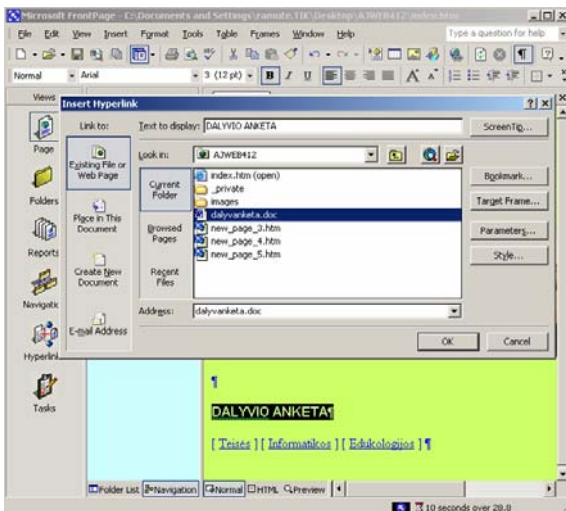 Microsoft FrontPage - C:\Documents and Settings\ramute.TIK\Desktop\AJWEB412\index.htm
File Edit View Insert Format Tools Table Frames Window Help
Type a question for help
Normal Arial 3 (12 pt) B I U
Views
Page
Folders
Reports
Navigatic
Hyperlink
Tasks
Insert Hyperlink
Link to:
Text to display: DALYVIO ANKETA
ScreenTip...
Existing File or Web Page
Place in This Document
Create New Document
E-mail Address
Look in: AJWEB412
Current Folder
Browsed Pages
Recent Files
index.htm (open)
_private
images
dalyvanketa.doc
new_page_3.htm
new_page_4.htm
new_page_5.htm
Bookmark...
Target Frame...
Parameters...
Style...
Address: dalyvanketa.doc
OK Cancel
¶
DALYVIO ANKETA¶
[ Teisės ] [ Informatikos ] [ Edukologijos ] ¶
Folder List Navigation Normal HTML Preview
10 seconds over 28.8